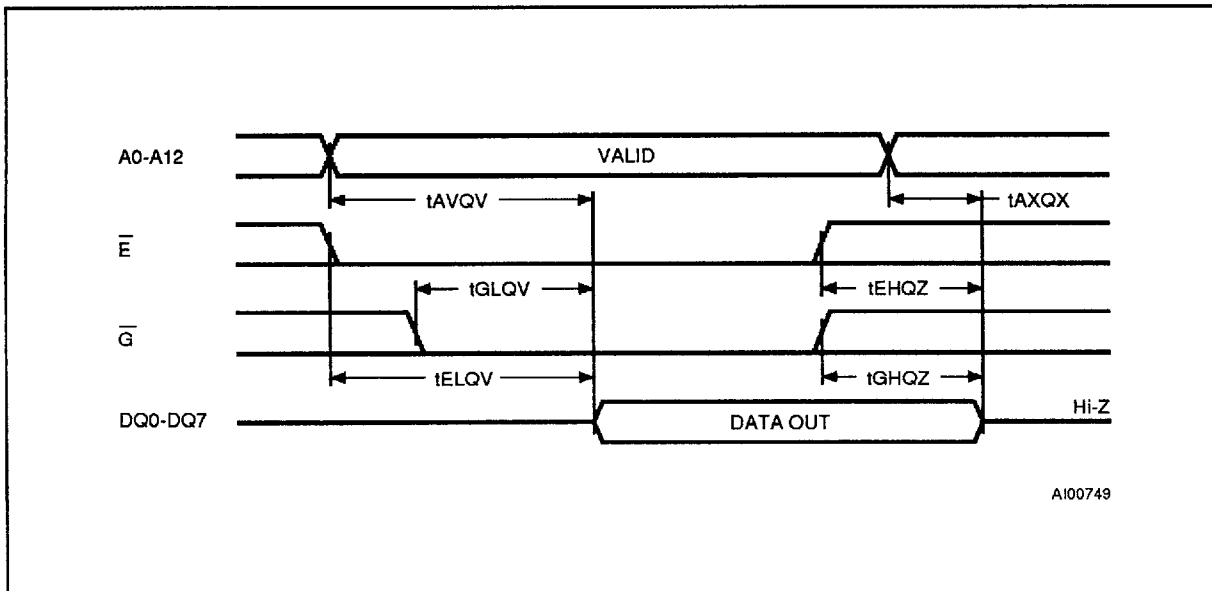 A0-A12
VALID
tAVQV
tAXQX
E
tGLQV
tEHQZ
G
tELQV
tGHQZ
DQ0-DQ7
DATA OUT
Hi-Z
AI00749